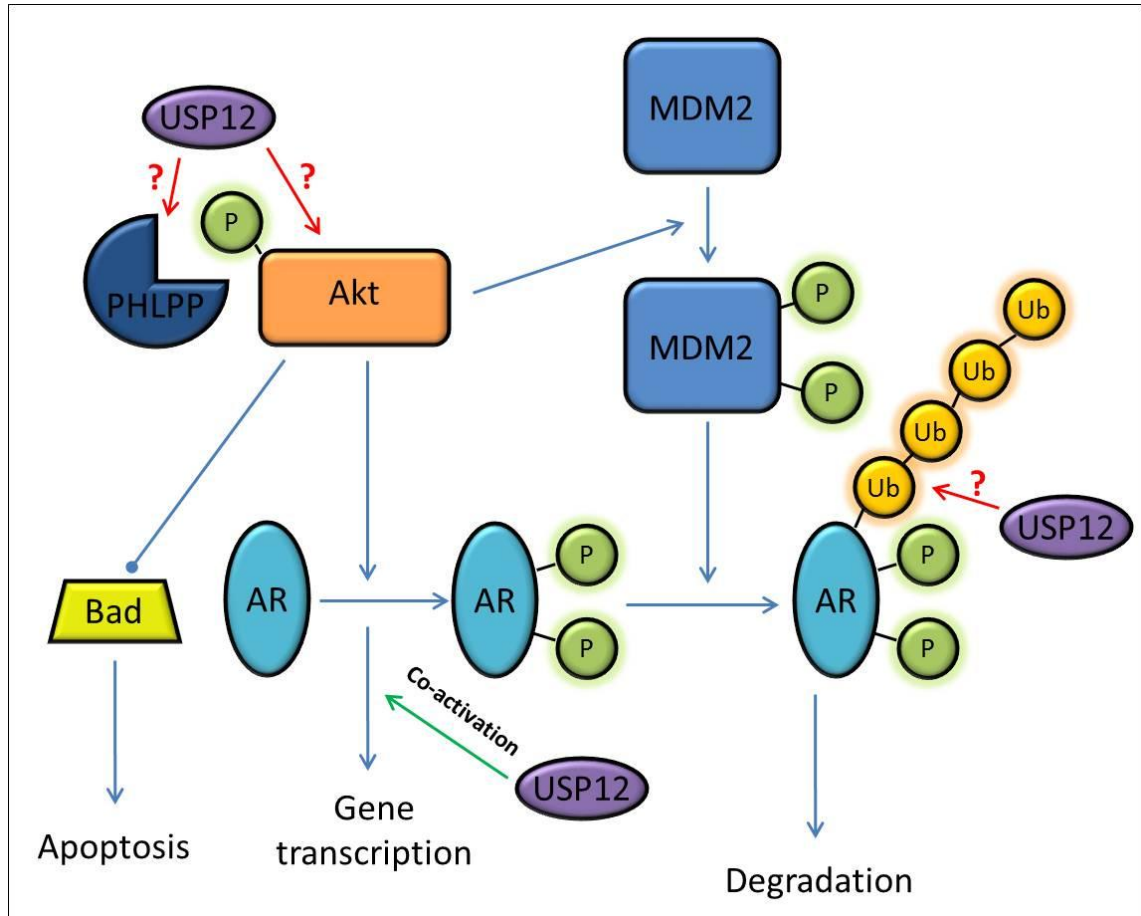 USP12
MDM2
?
?
P
Akt
PHLPP
MDM2
P
P
Ub
Ub
Ub
Ub
?
USP12
Bad
AR
AR
P
P
AR
P
P
Co-activation
USP12
Gene
transcription
Apoptosis
Degradation